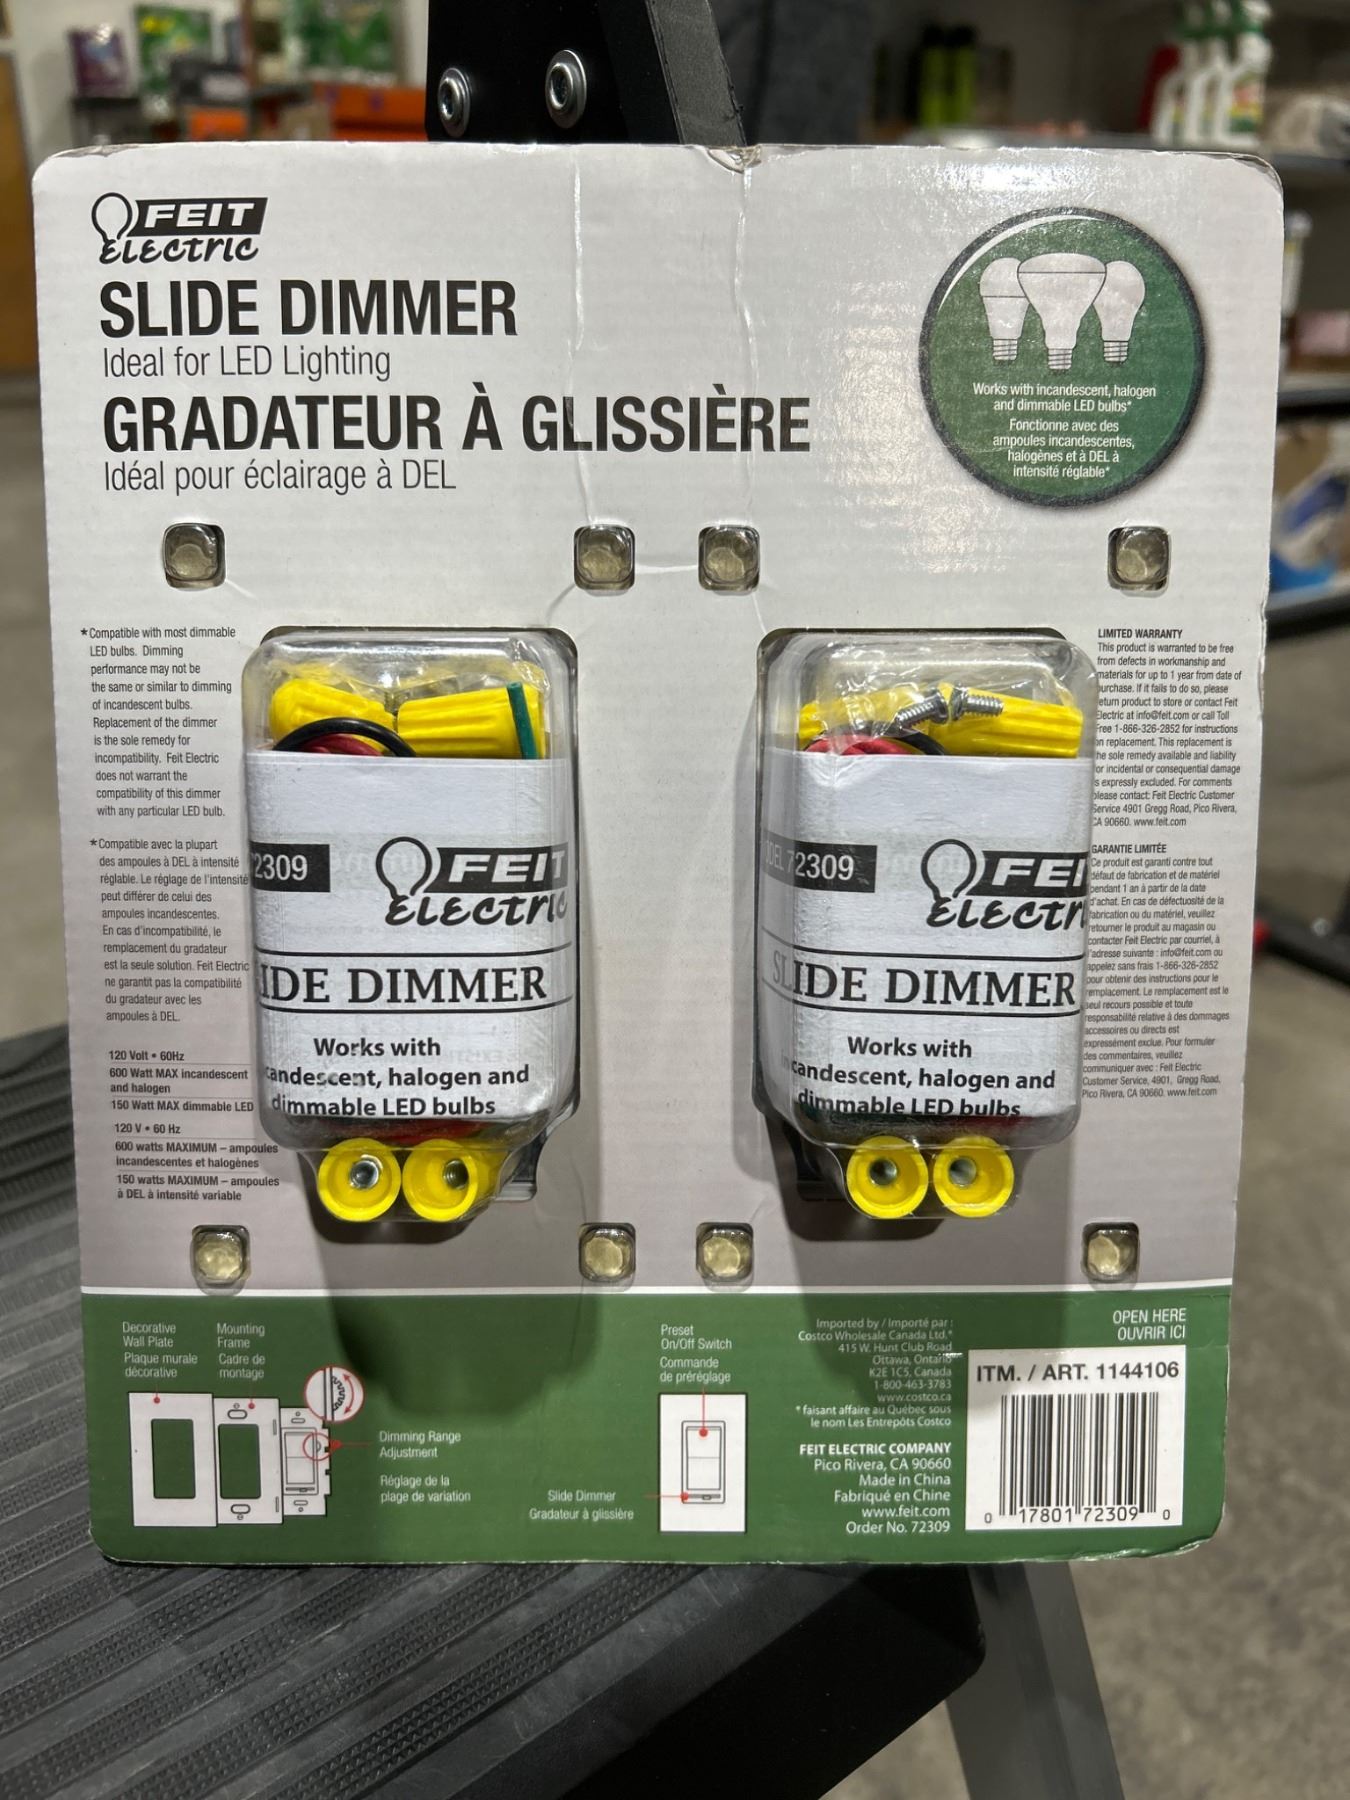 FEIT
ELECTRIC
SLIDE DIMMER
Ideal for LED Lighting
GRADATEUR À GLISSIÈRE
Idéal pour éclairage à DEL
Works with incandescent, halogen
and dimmable LED bulbs*
Fonctionne avec des
ampoules incandescentes,
halogènes et à DEL à
intensité réglable*
*Compatible with most dimmable
LED bulbs. Dimming
performance may not be
the same or similar to dimming
of incandescent bulbs.
Replacement of the dimmer
is the sole remedy for
incompatibility. Feit Electric
does not warrant the
compatibility of this dimmer
with any particular LED bulb.
*Compatible avec la plupart
des ampoules à DEL à intensité
réglable. Le réglage de l'intensité
peut différer de celui des
ampoules incandescentes.
En cas d'incompatibilité, le
remplacement du gradateur
est la seule solution. Feit Electric
ne garantit pas la compatibilité
du gradateur avec les
ampoules à DEL.
120 Volt • 60Hz
600 Watt MAX incandescent
and halogen
150 Watt MAX dimmable LED
120 V • 60 Hz
600 watts MAXIMUM – ampoules
incandescentes et halogènes
150 watts MAXIMUM – ampoules
à DEL à intensité variable
72309
FEIT
ELECTRIC
IDE DIMMER
Works with
candescent, halogen and
dimmable LED bulbs
ODEL 72309
FEI
ELECTR
SLIDE DIMMER
Works with
candescent, halogen and
dimmable LED bulbs
LIMITED WARRANTY
This product is warranted to be free
from defects in workmanship and
materials for up to 1 year from date of
purchase. If it fails to do so, please
eturn product to store or contact Feit
Electric at info@feit.com or call Toll
Free 1-866-326-2852 for instructions
on replacement. This replacement is
he sole remedy available and liability
or incidental or consequential damage
s expressly excluded. For comments
please contact: Feit Electric Customer
Service 4901 Gregg Road, Pico Rivera,
CA 90660. www.feit.com
GARANTIE LIMITÉE
Ce produit est garanti contre tout
défaut de fabrication et de matériel
pendant 1 an à partir de la date
d'achat. En cas de défectuosité de la
fabrication ou du matériel, veuillez
retourner le produit au magasin ou
contacter Feit Electric par courriel, à
l'adresse suivante : info@feit.com ou
appelez sans frais 1-866-326-2852
pour obtenir des instructions pour le
remplacement. Le remplacement est le
seul recours possible et toute
responsabilité relative à des dommages
accessoires ou directs est
expressément exclue. Pour formuler
des commentaires, veuillez
communiquer avec : Feit Electric
Customer Service, 4901, Gregg Road,
Pico Rivera, CA 90660. www.feit.com
Decorative
Wall Plate
Plaque murale
décorative
Mounting
Frame
Cadre de
montage
Dimming Range
Adjustment
Réglage de la
plage de variation
Preset
On/Off Switch
Commande
de préréglage
Slide Dimmer
Gradateur à glissière
Imported by / Importé par :
Costco Wholesale Canada Ltd.*
415 W. Hunt Club Road
Ottawa, Ontario
K2E 1C5, Canada
1-800-463-3783
www.costco.ca
*faisant affaire au Québec sous
le nom Les Entrepôts Costco
FEIT ELECTRIC COMPANY
Pico Rivera, CA 90660
Made in China
Fabriqué en Chine
www.feit.com
Order No. 72309
OPEN HERE
OUVRIR ICI
ITM. / ART. 1144106
0 17801 72309 0